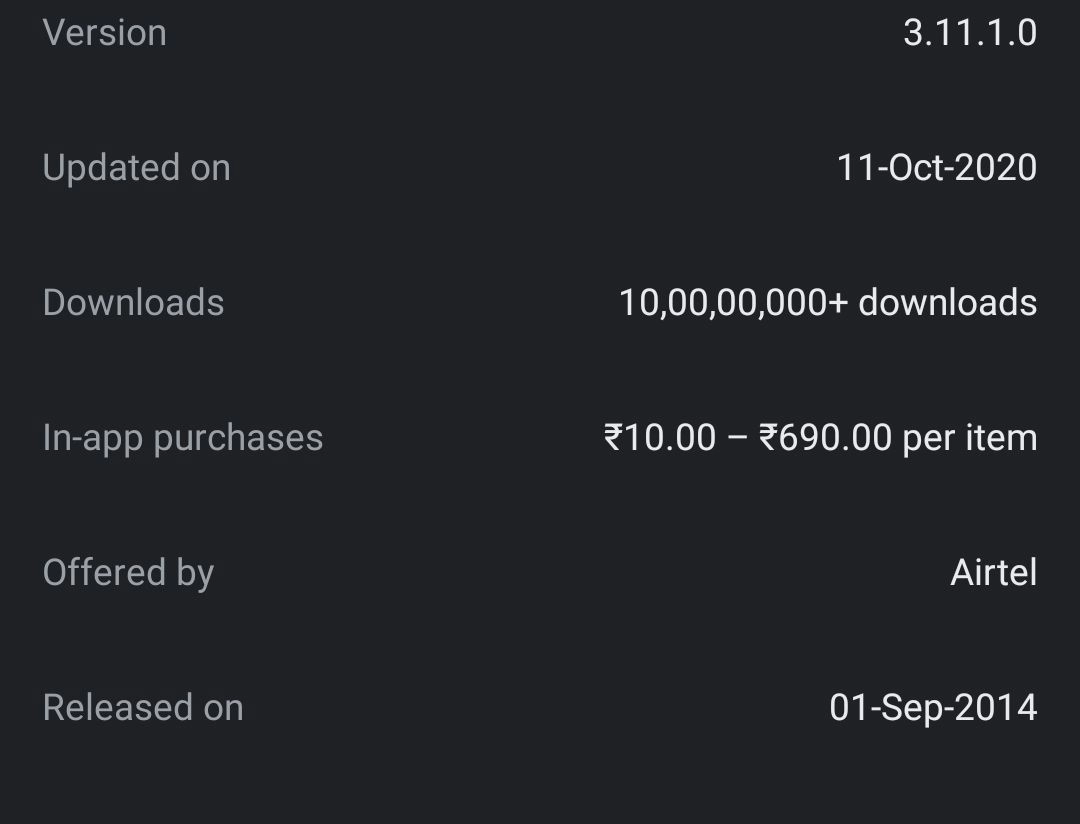 Version 3.11.1.0
Updated on 11-Oct-2020
Downloads 10,00,00,000+ downloads
In-app purchases ₹10.00 – ₹690.00 per item
Offered by Airtel
Released on 01-Sep-2014